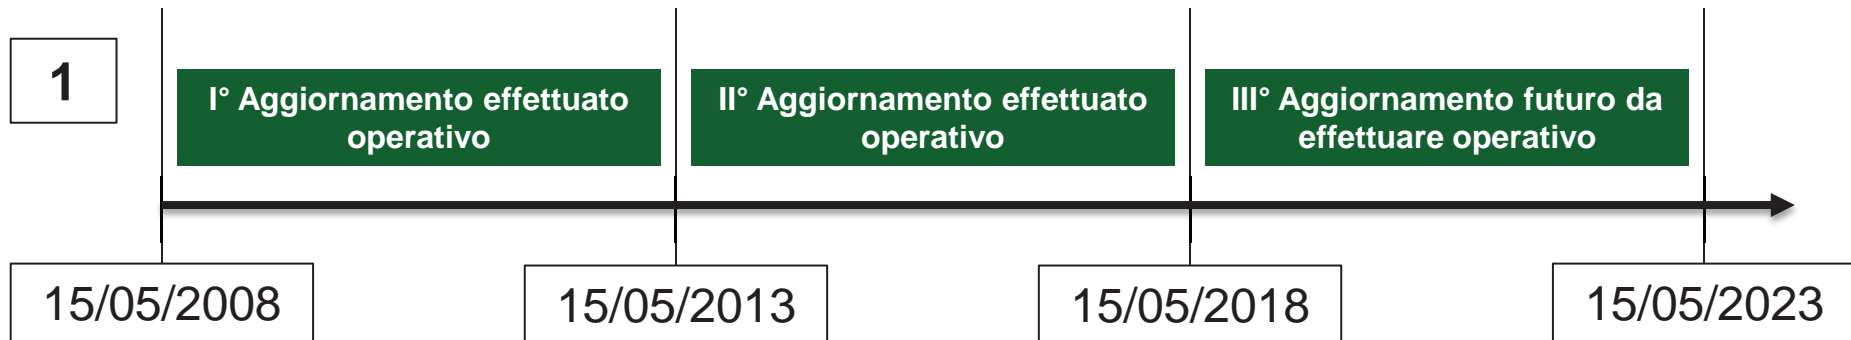 1
I° Aggiornamento effettuato
operativo
II° Aggiornamento effettuato
operativo
III° Aggiornamento futuro da
effettuare operativo
15/05/2008
15/05/2013
15/05/2018
15/05/2023